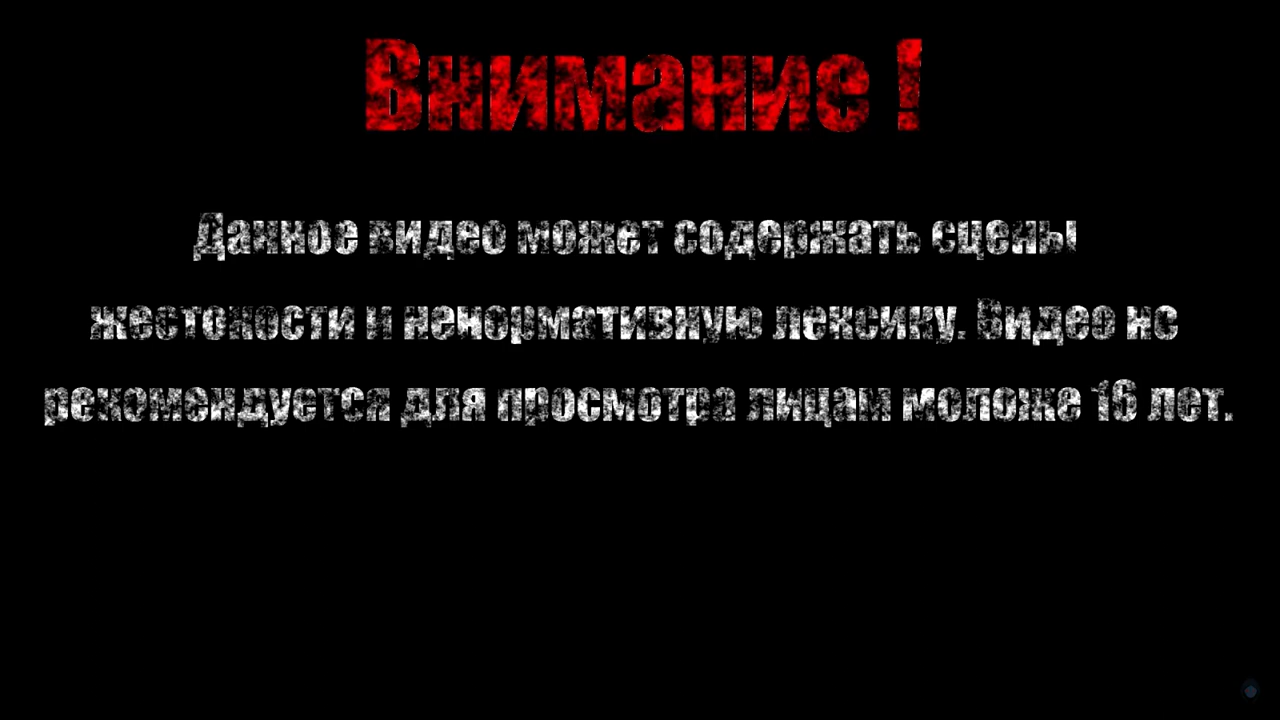 Внимание !
Данное видео может содержать сцены
жестокости и ненормативную лексику. Видео не
рекомендуется для просмотра лицам моложе 16 лет.